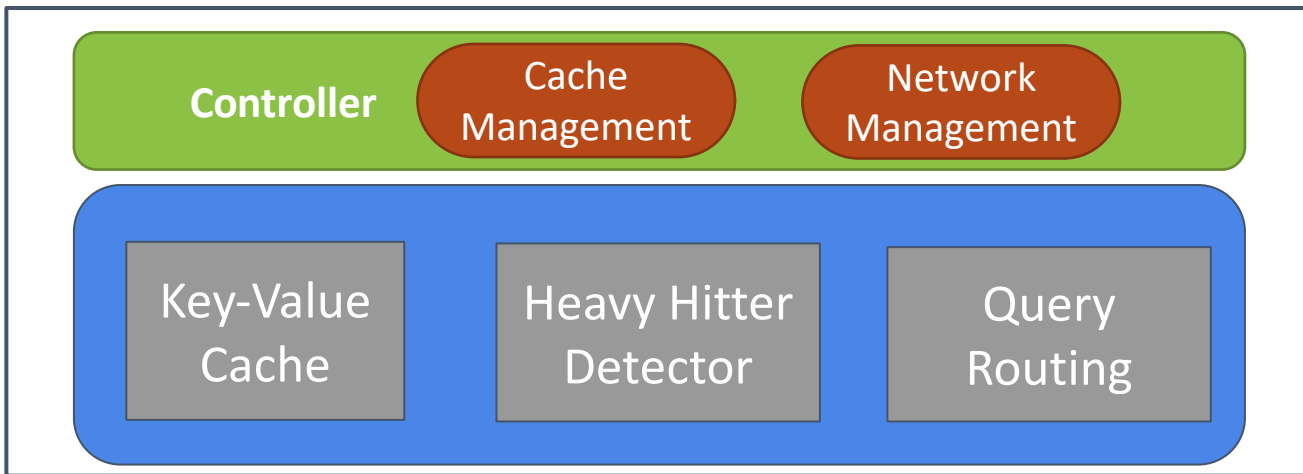 Controller
Cache
Management
Network
Management
Key-Value
Cache
Heavy Hitter
Detector
Query
Routing